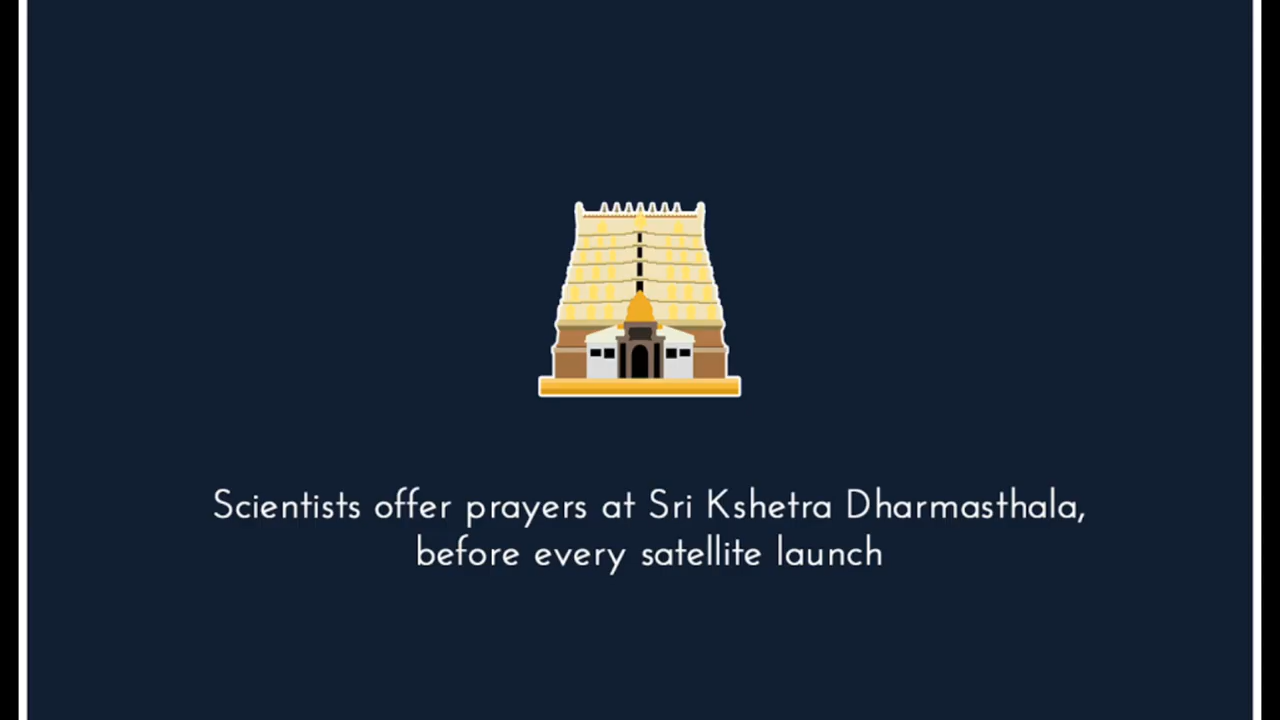 Scientists offer prayers at Sri Kshetra Dharmasthala,
before every satellite launch